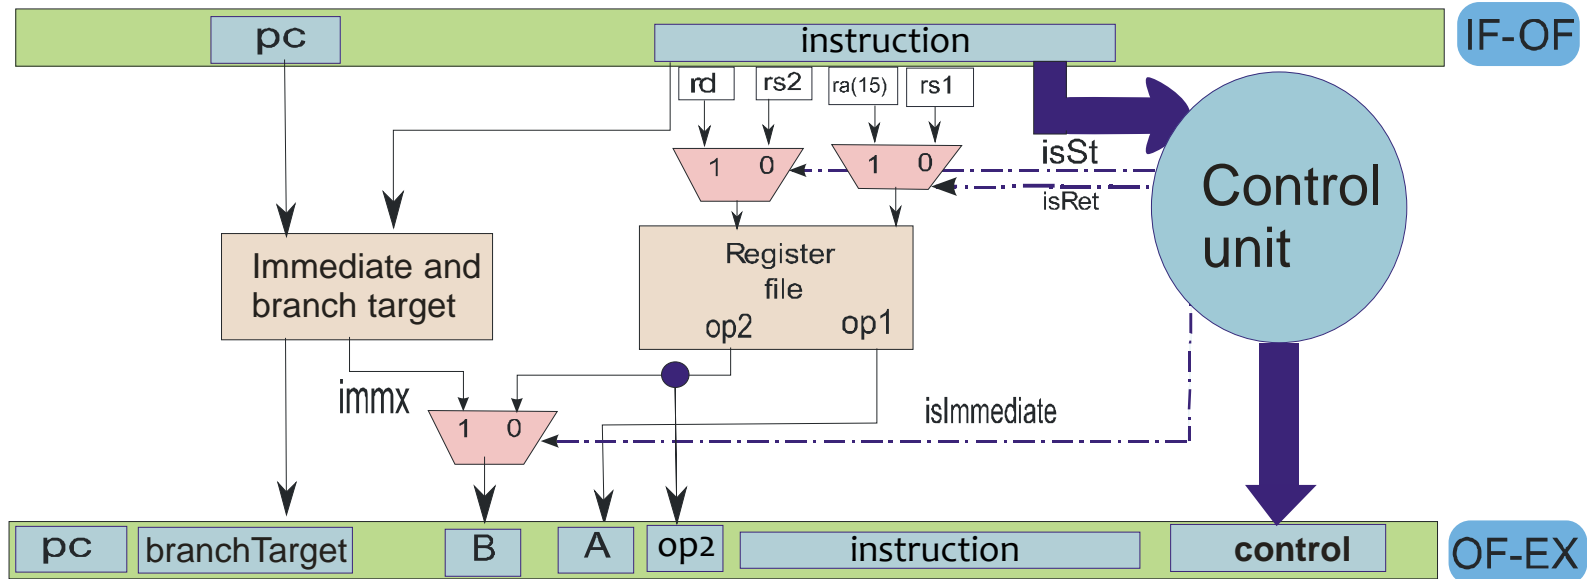 pc
instruction
IF-OF
rd
rs2
ra(15)
rs1
1 0
1 0
isSt
isRet
Control
unit
Immediate and
branch target
Register
file
op2
op1
immx
1 0
isImmediate
pc
branchTarget
B
A
op2
instruction
control
OF-EX